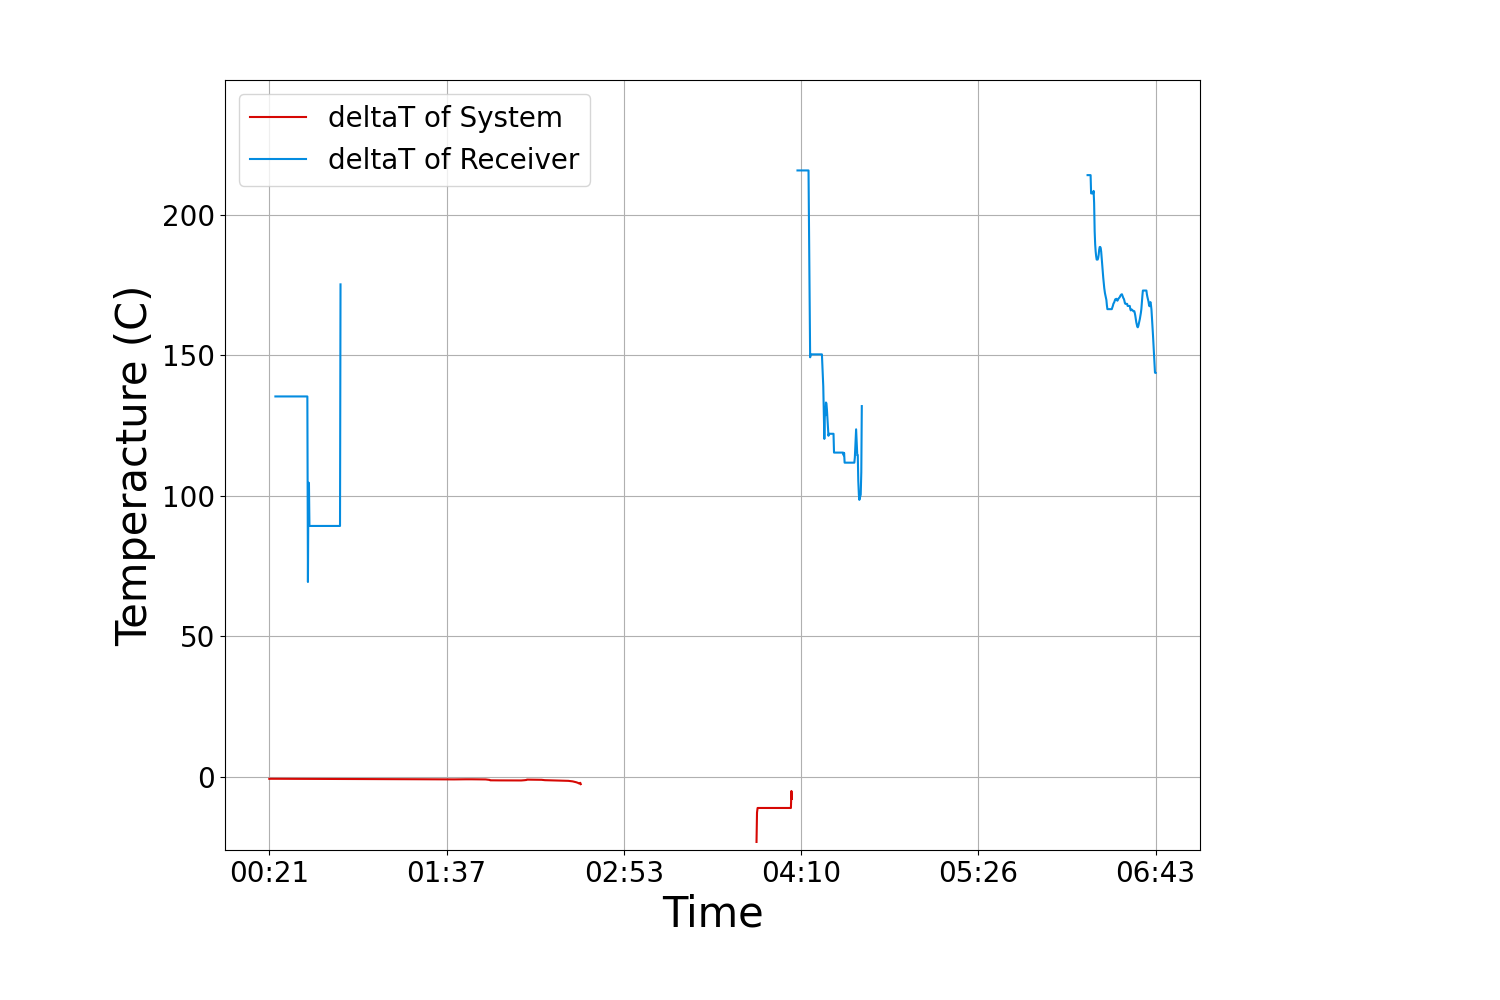 deltaT of System
deltaT of Receiver
200
150
100
50
0
Temperacture (C)
00:21 01:37 02:53 04:10 05:26 06:43
Time